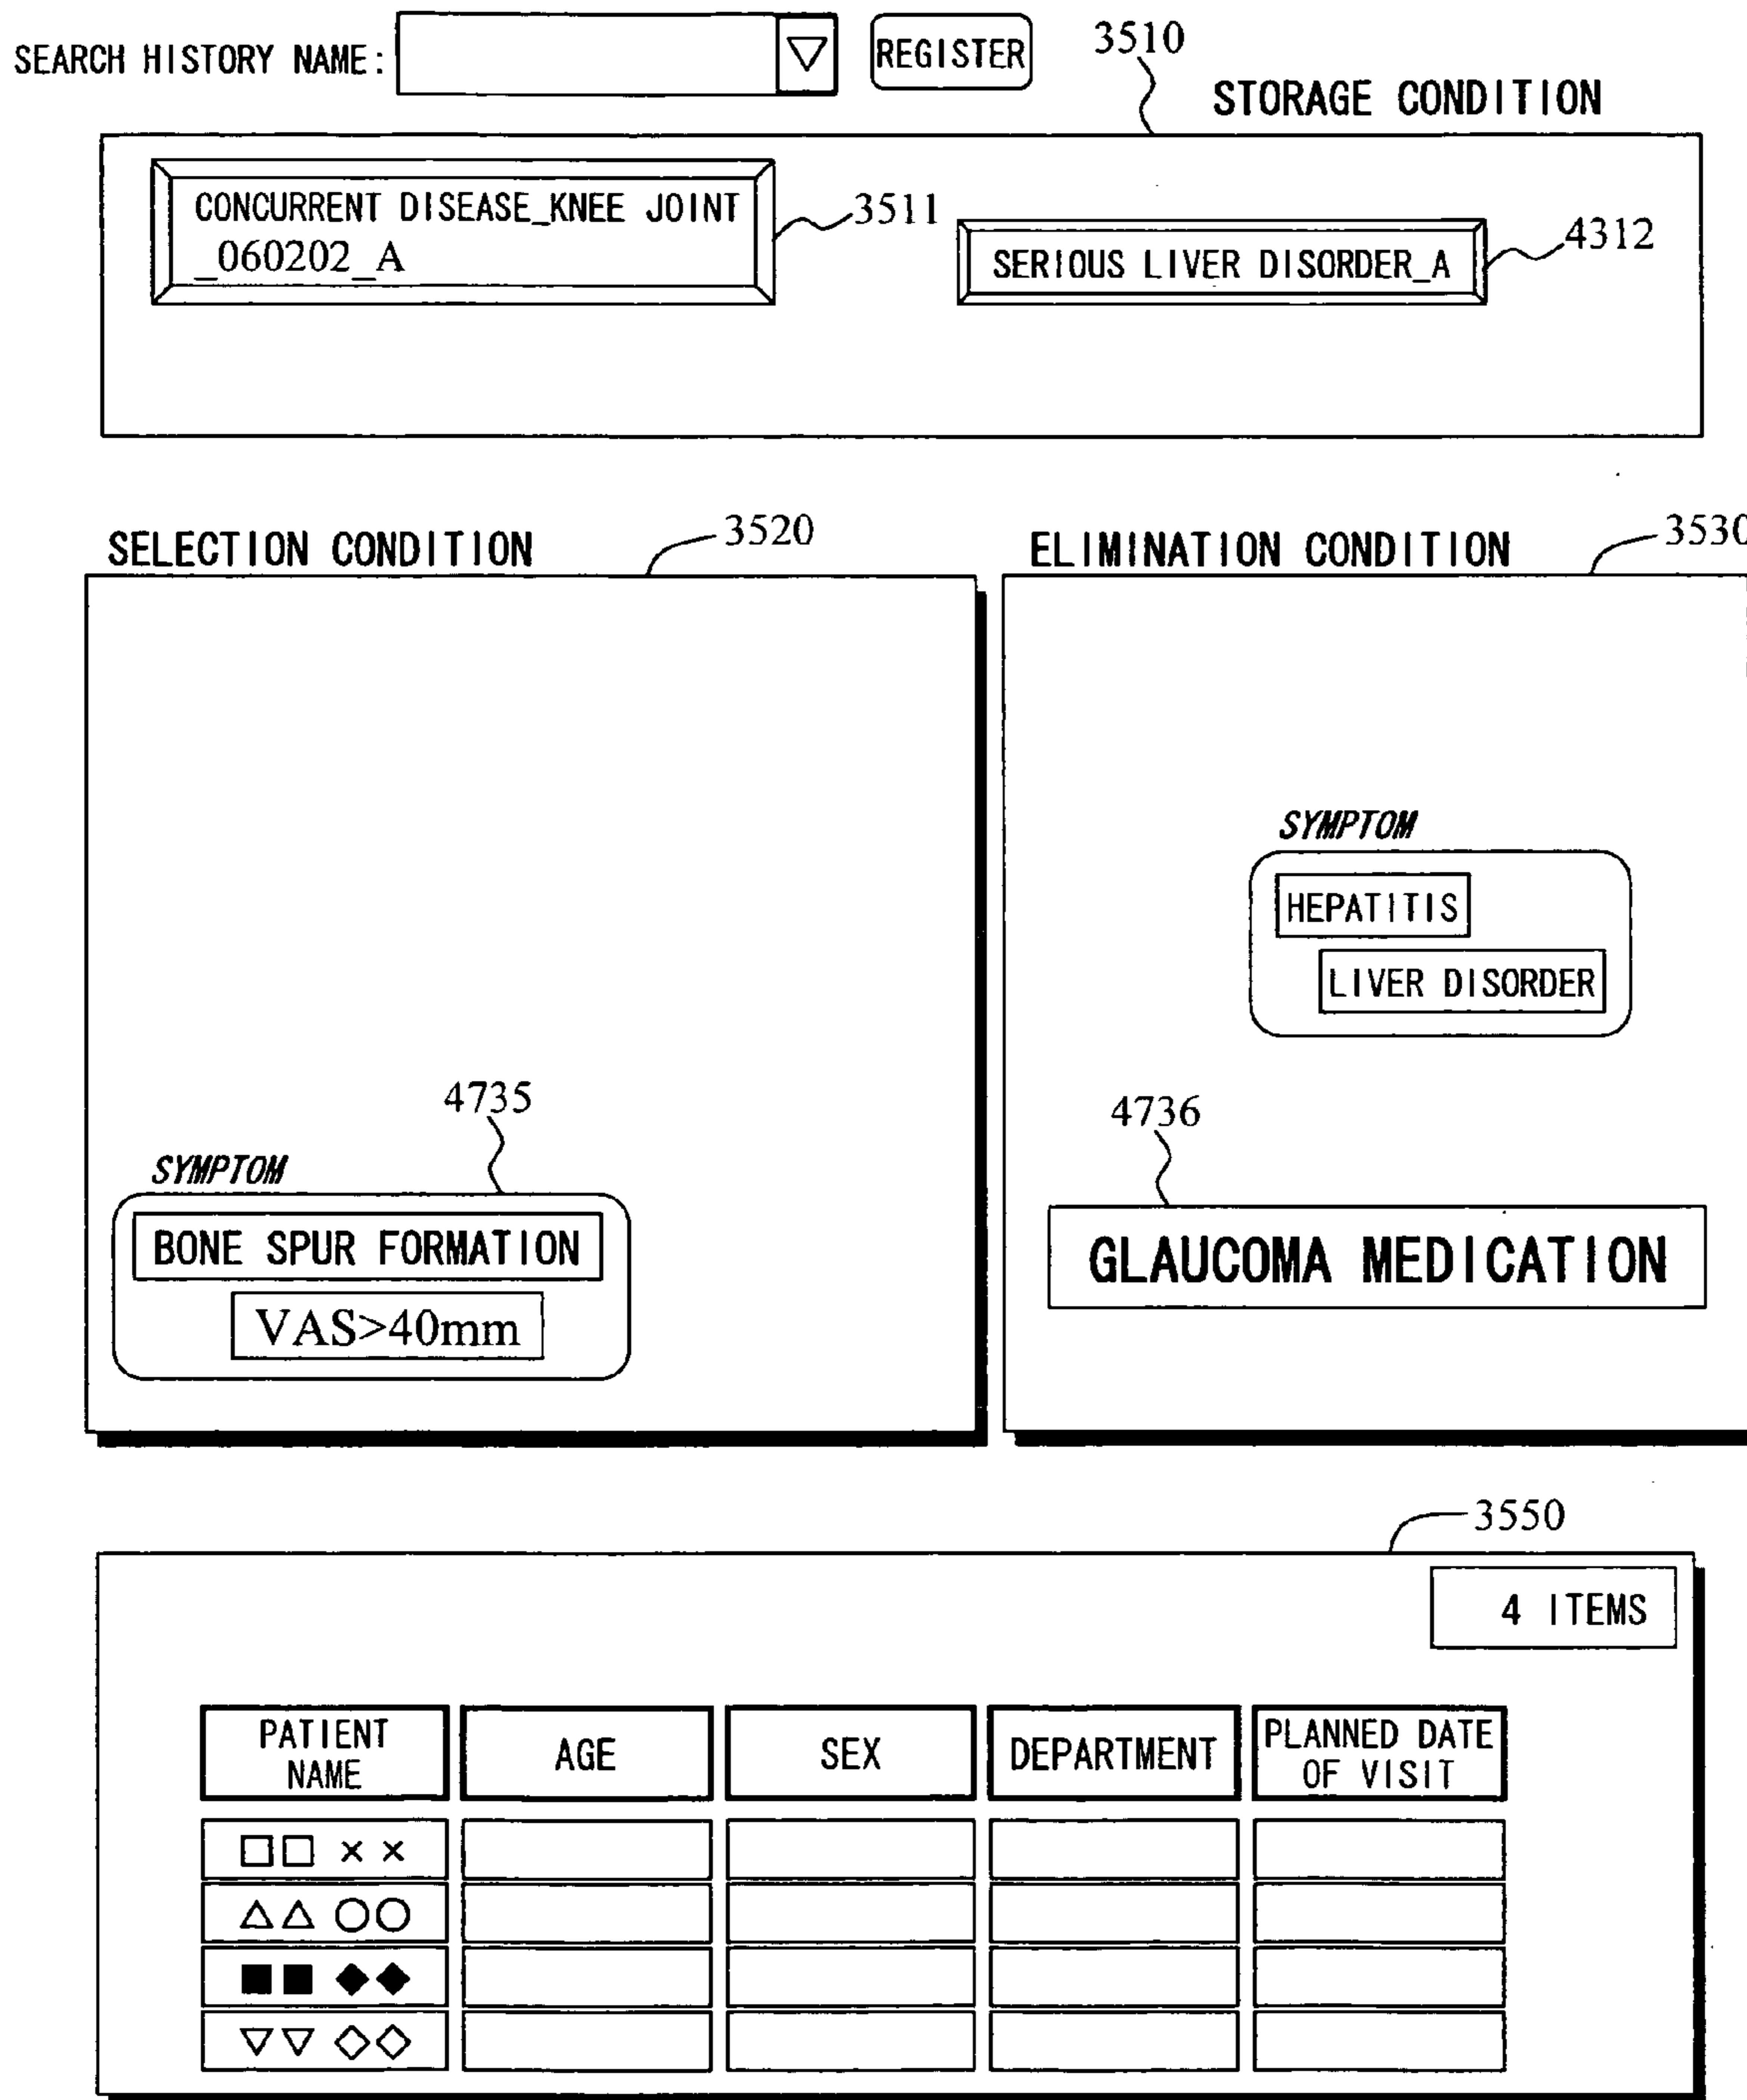 SEARCH HISTORY NAME:
REGISTER
3510
STORAGE CONDITION
CONCURRENT DISEASE_KNEE JOINT
_060202_A
3511
SERIOUS LIVER DISORDER_A
4312
SELECTION CONDITION
3520
ELIMINATION CONDITION
3530
SYMPTOM
HEPATITIS
LIVER DISORDER
4735
SYMPTOM
BONE SPUR FORMATION
VAS>40mm
4736
GLAUCOMA MEDICATION
3550
4 ITEMS
PATIENT
NAME
AGE
SEX
DEPARTMENT
PLANNED DATE
OF VISIT
□□ ××
△△ ○○
■■ ◆◆
▽▽ ◇◇